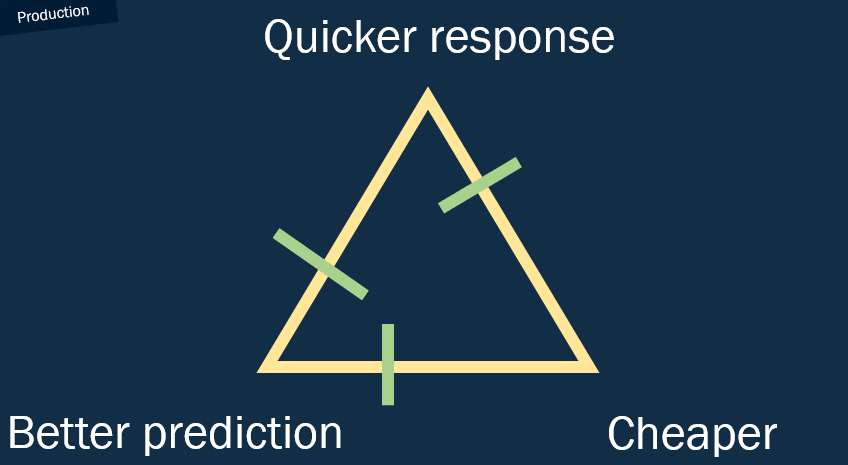 Production
Quicker response
Better prediction
Cheaper